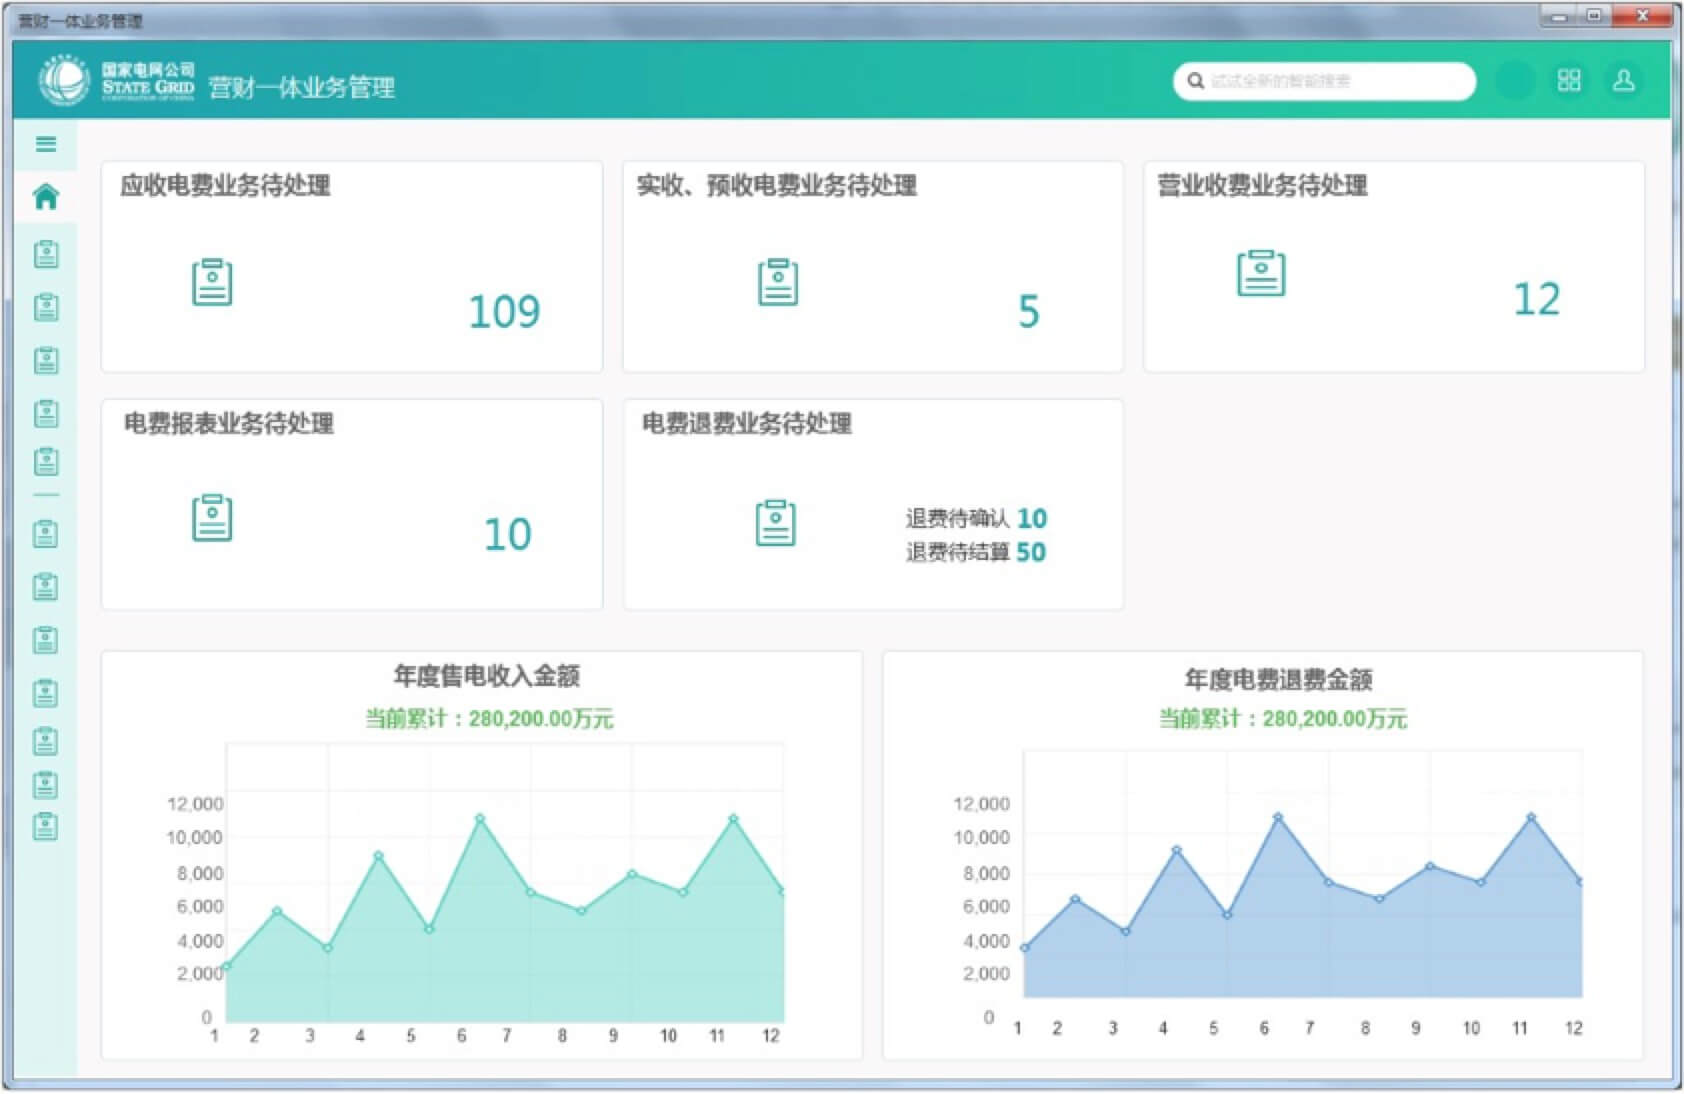 营财一体业务管理
国家电网公司
STATE GRID
CORPORATION OF CHINA
营财一体业务管理
试试全新的智能搜索
应收电费业务待处理
109
实收、预收电费业务待处理
5
营业收费业务待处理
12
电费报表业务待处理
10
电费退费业务待处理
退费待确认 10
退费待结算 50
年度售电收入金额
当前累计：280,200.00万元
12,000
10,000
8,000
6,000
4,000
2,000
0
1 2 3 4 5 6 7 8 9 10 11 12
年度电费退费金额
当前累计：280,200.00万元
12,000
10,000
8,000
6,000
4,000
2,000
0
1 2 3 4 5 6 7 8 9 10 11 12